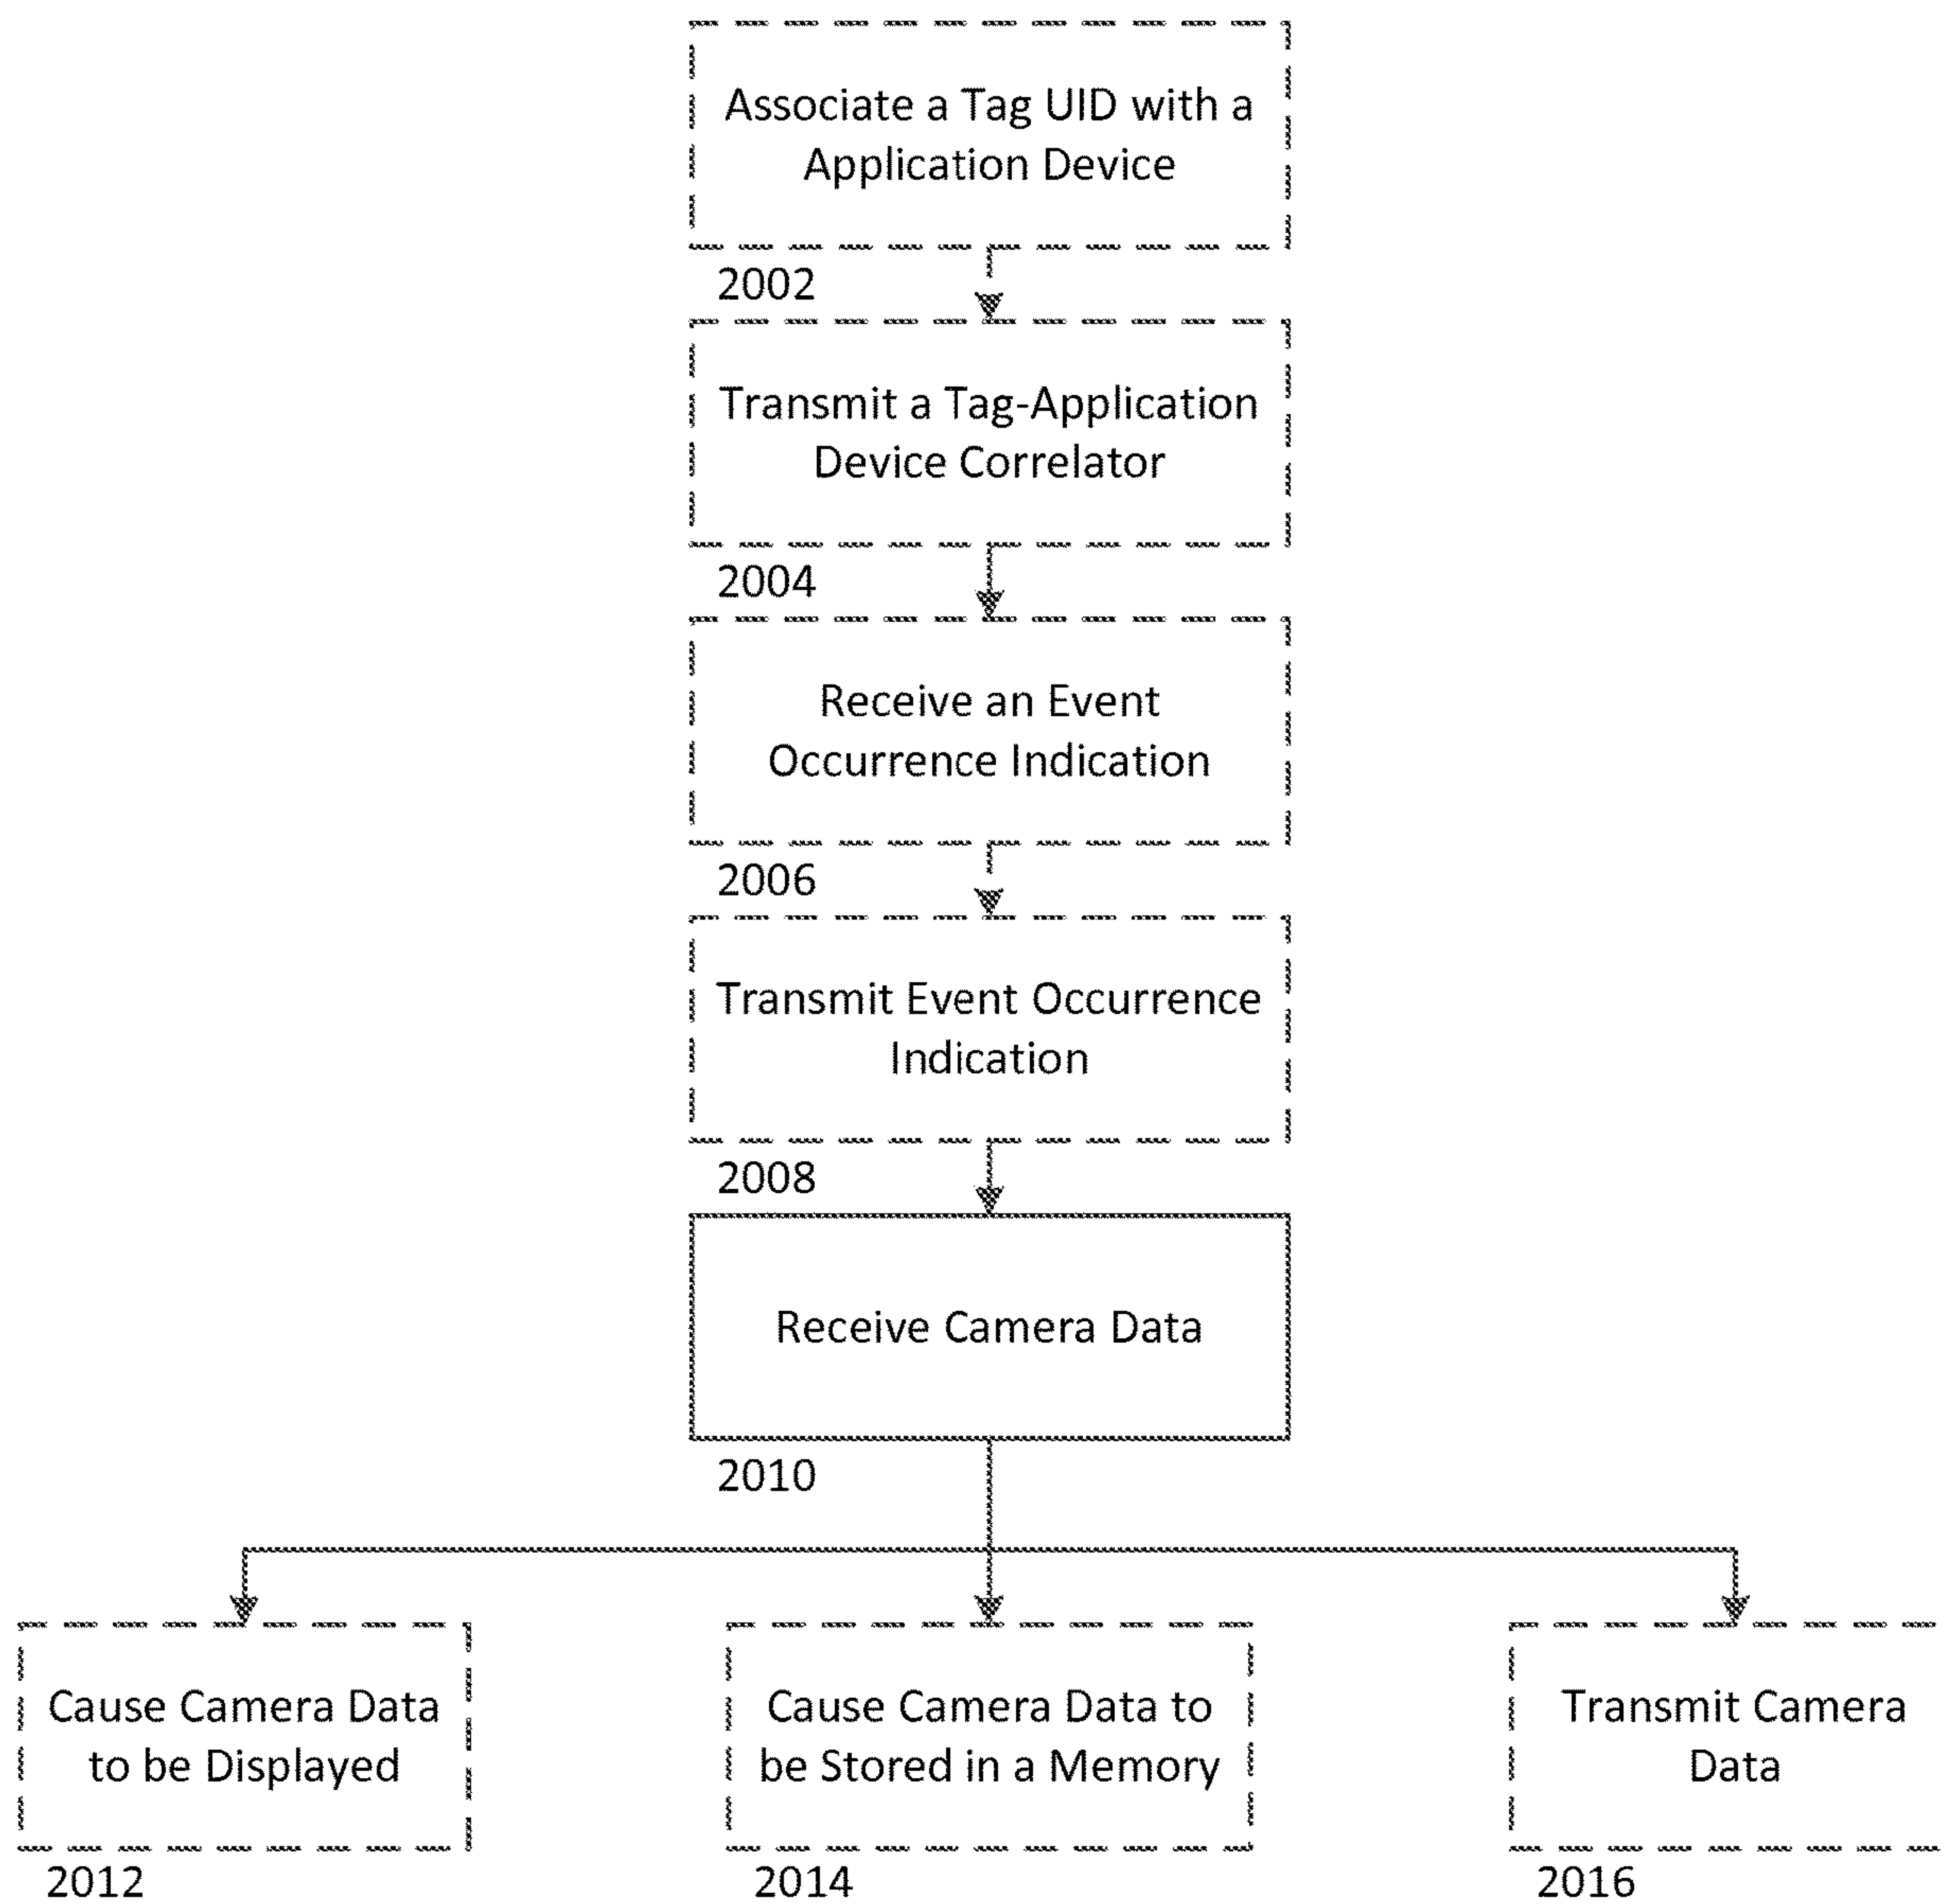 Associate a Tag UID with a
Application Device
2002
Transmit a Tag-Application
Device Correlator
2004
Receive an Event
Occurrence Indication
2006
Transmit Event Occurrence
Indication
2008
Receive Camera Data
2010
Cause Camera Data
to be Displayed
2012
Cause Camera Data to
be Stored in a Memory
2014
Transmit Camera
Data
2016